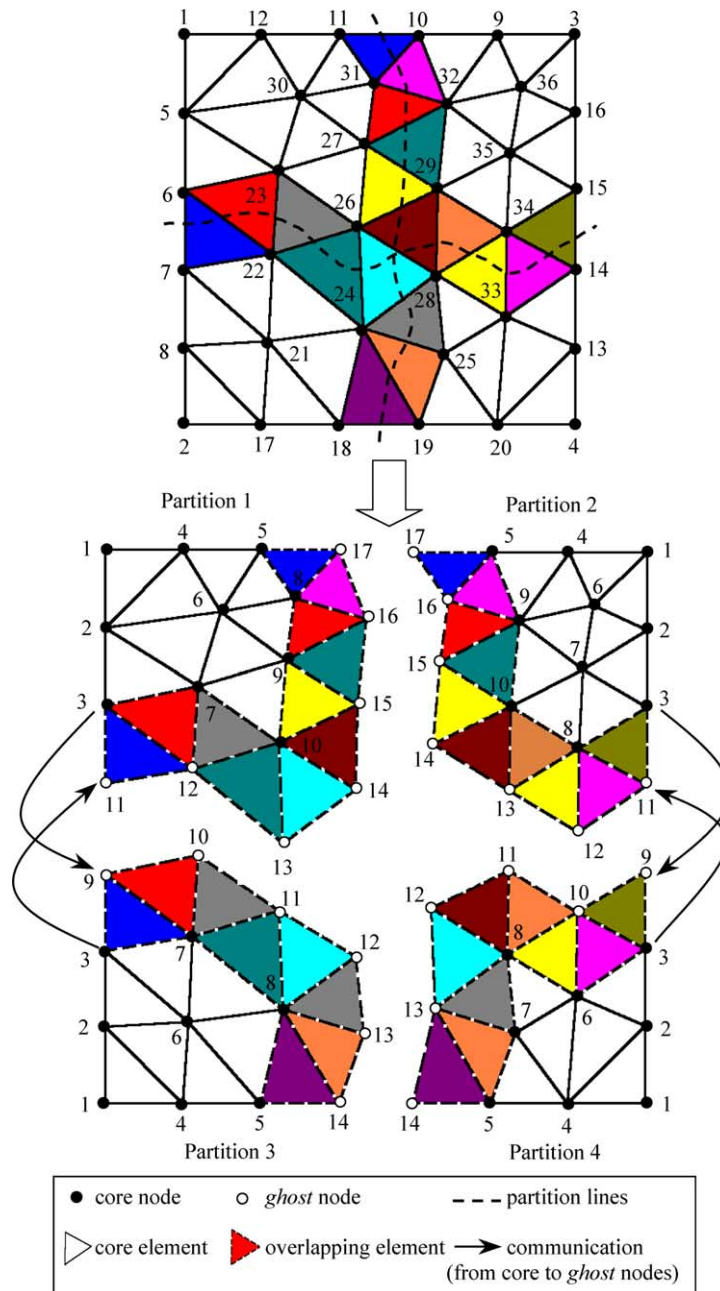 1 12 11 10 9 3
31 32 36
30
5 16
27 35
29
6 23 26 15
34
7 22 14
24 28 33
8 21 25 13
2 17 18 19 20 4
Partition 1 Partition 2
1 4 5 17
8
6 16
2
9
3 7 15
10
12 14
11
13
17 5 4 1
9 6
16 2
7
15
10 3
8
14
13 11
12
10
9 11
3 7 12
8
2 6 13
1 4 5 14
11 9
12 10
8 3
13 7
6 2
14 5 4 1
Partition 3 Partition 4
core node ghost node partition lines
core element overlapping element communication
(from core to ghost nodes)